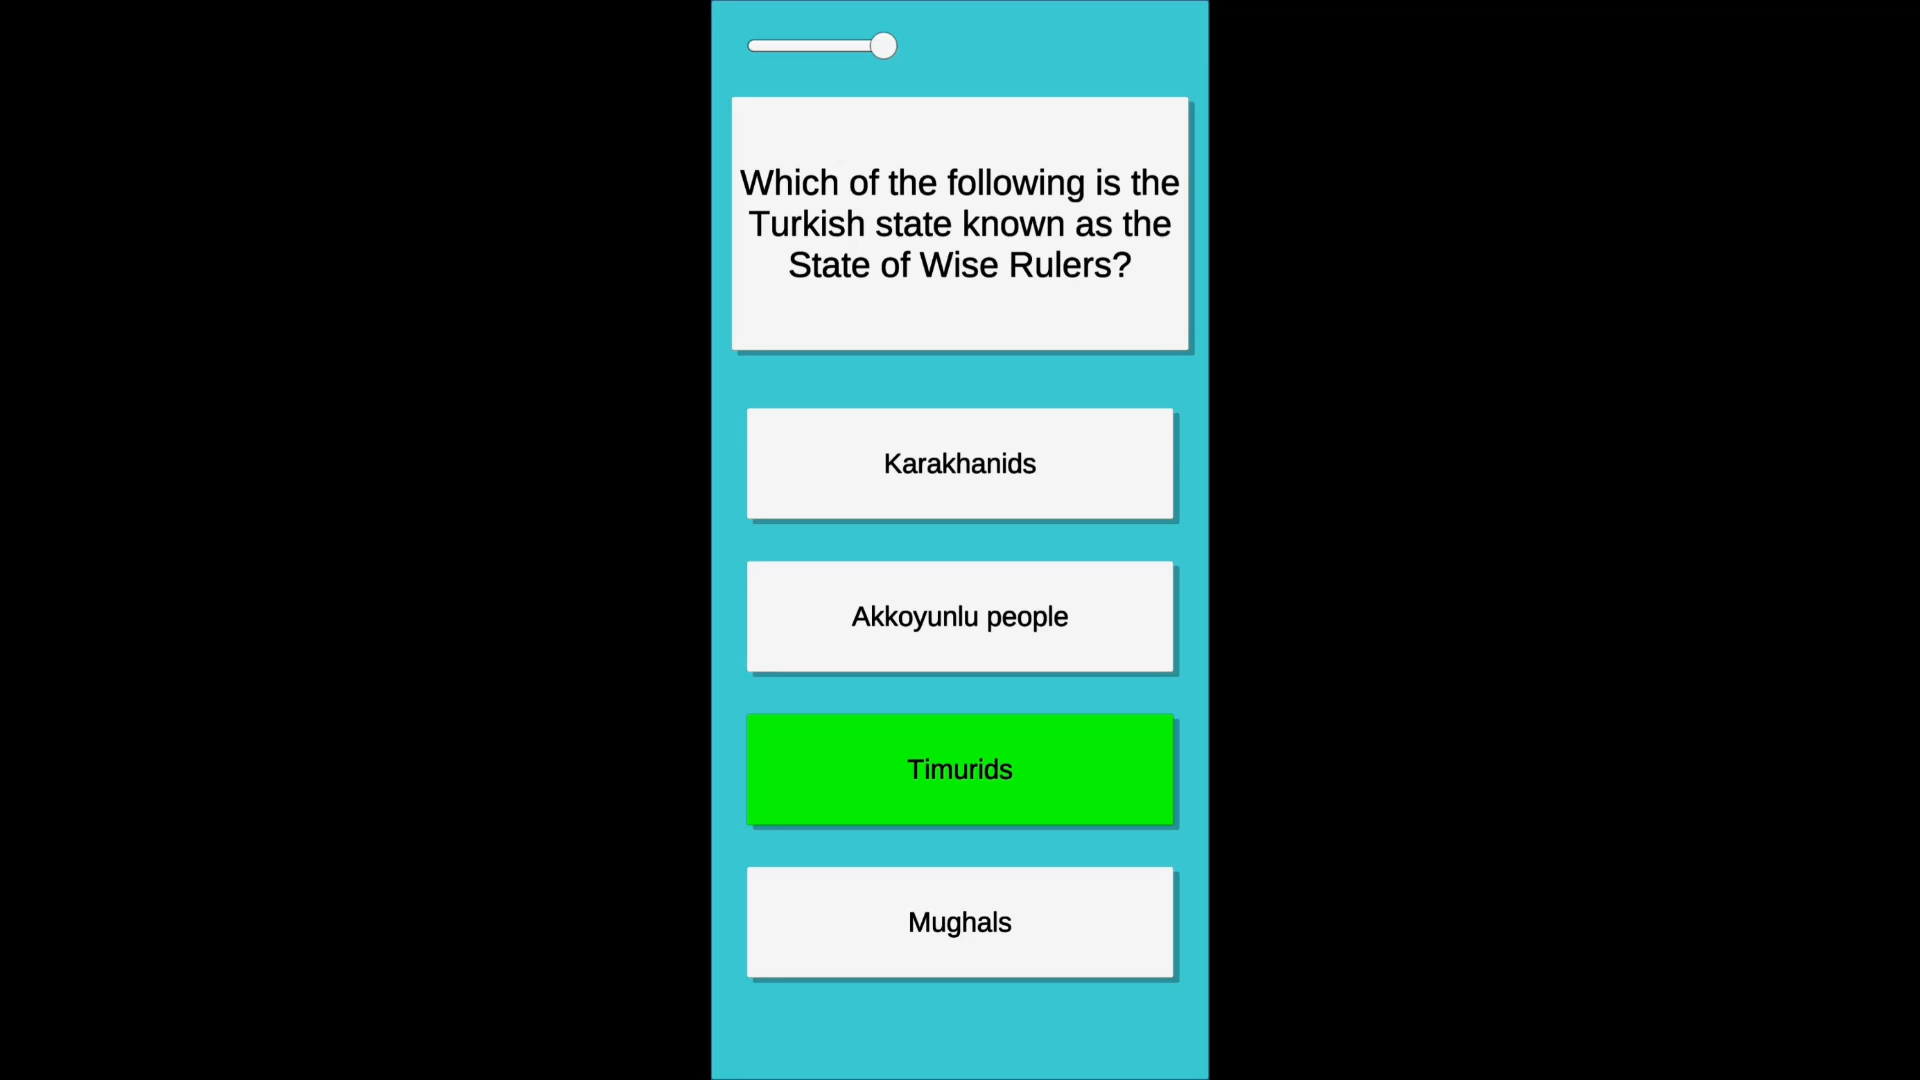 Which of the following is the
Turkish state known as the
State of Wise Rulers?
Karakhanids
Akkoyunlu people
Timurids
Mughals